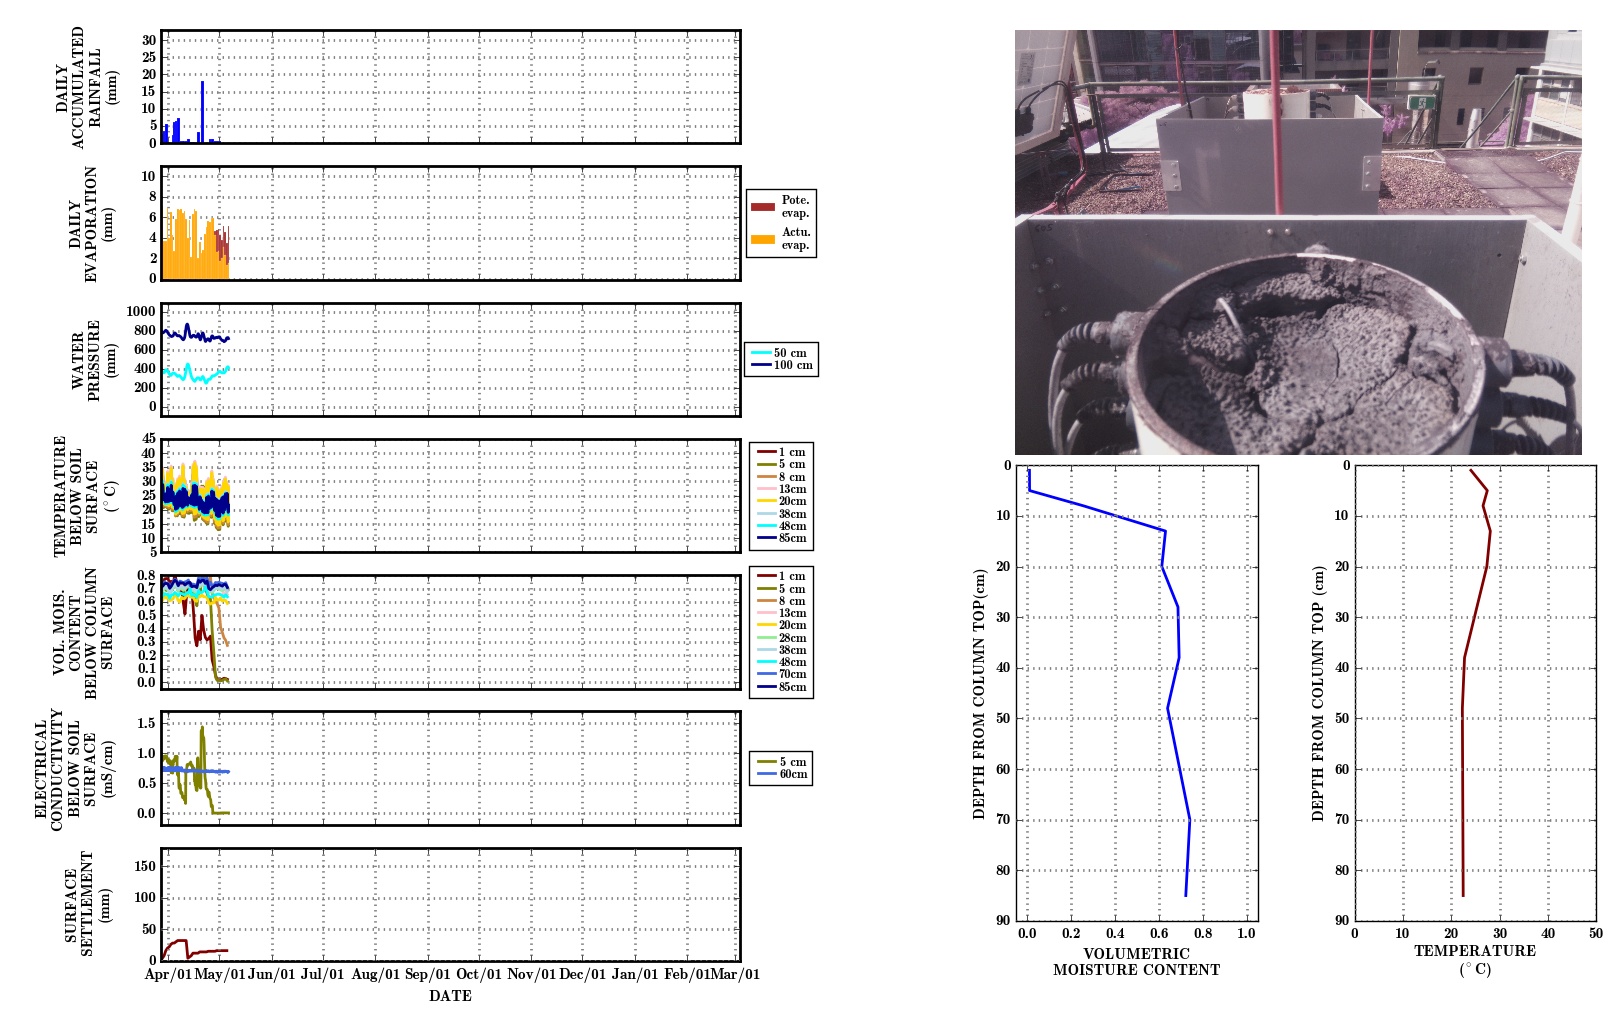 DAILY
ACCUMULATED
RAINFALL
(mm)
30
25
20
15
10
5
0
DAILY
EVAPORATION
(mm)
10
8
6
4
2
0
Pote.
evap.
Actu.
evap.
WATER
PRESSURE
(mm)
1000
800
600
400
200
0
50 cm
100 cm
TEMPERATURE
BELOW SOIL
SURFACE
(°C)
45
40
35
30
25
20
15
10
5
1 cm
5 cm
8 cm
13cm
20cm
38cm
48cm
85cm
VOL. MOIS.
CONTENT
BELOW COLUMN
SURFACE
0.8
0.7
0.6
0.5
0.4
0.3
0.2
0.1
0.0
1 cm
5 cm
8 cm
13cm
20cm
28cm
38cm
48cm
70cm
85cm
ELECTRICAL
CONDUCTIVITY
BELOW SOIL
SURFACE
(mS/cm)
1.5
1.0
0.5
0.0
5 cm
60cm
SURFACE
SETTLEMENT
(mm)
150
100
50
0
Apr/01 May/01 Jun/01 Jul/01 Aug/01 Sep/01 Oct/01 Nov/01 Dec/01 Jan/01 Feb/01 Mar/01
DATE
DEPTH FROM COLUMN TOP(cm)
0
10
20
30
40
50
60
70
80
90
0.0 0.2 0.4 0.6 0.8 1.0
VOLUMETRIC
MOISTURE CONTENT
DEPTH FROM COLUMN TOP (cm)
0
10
20
30
40
50
60
70
80
90
0 10 20 30 40 50
TEMPERATURE
(°C)